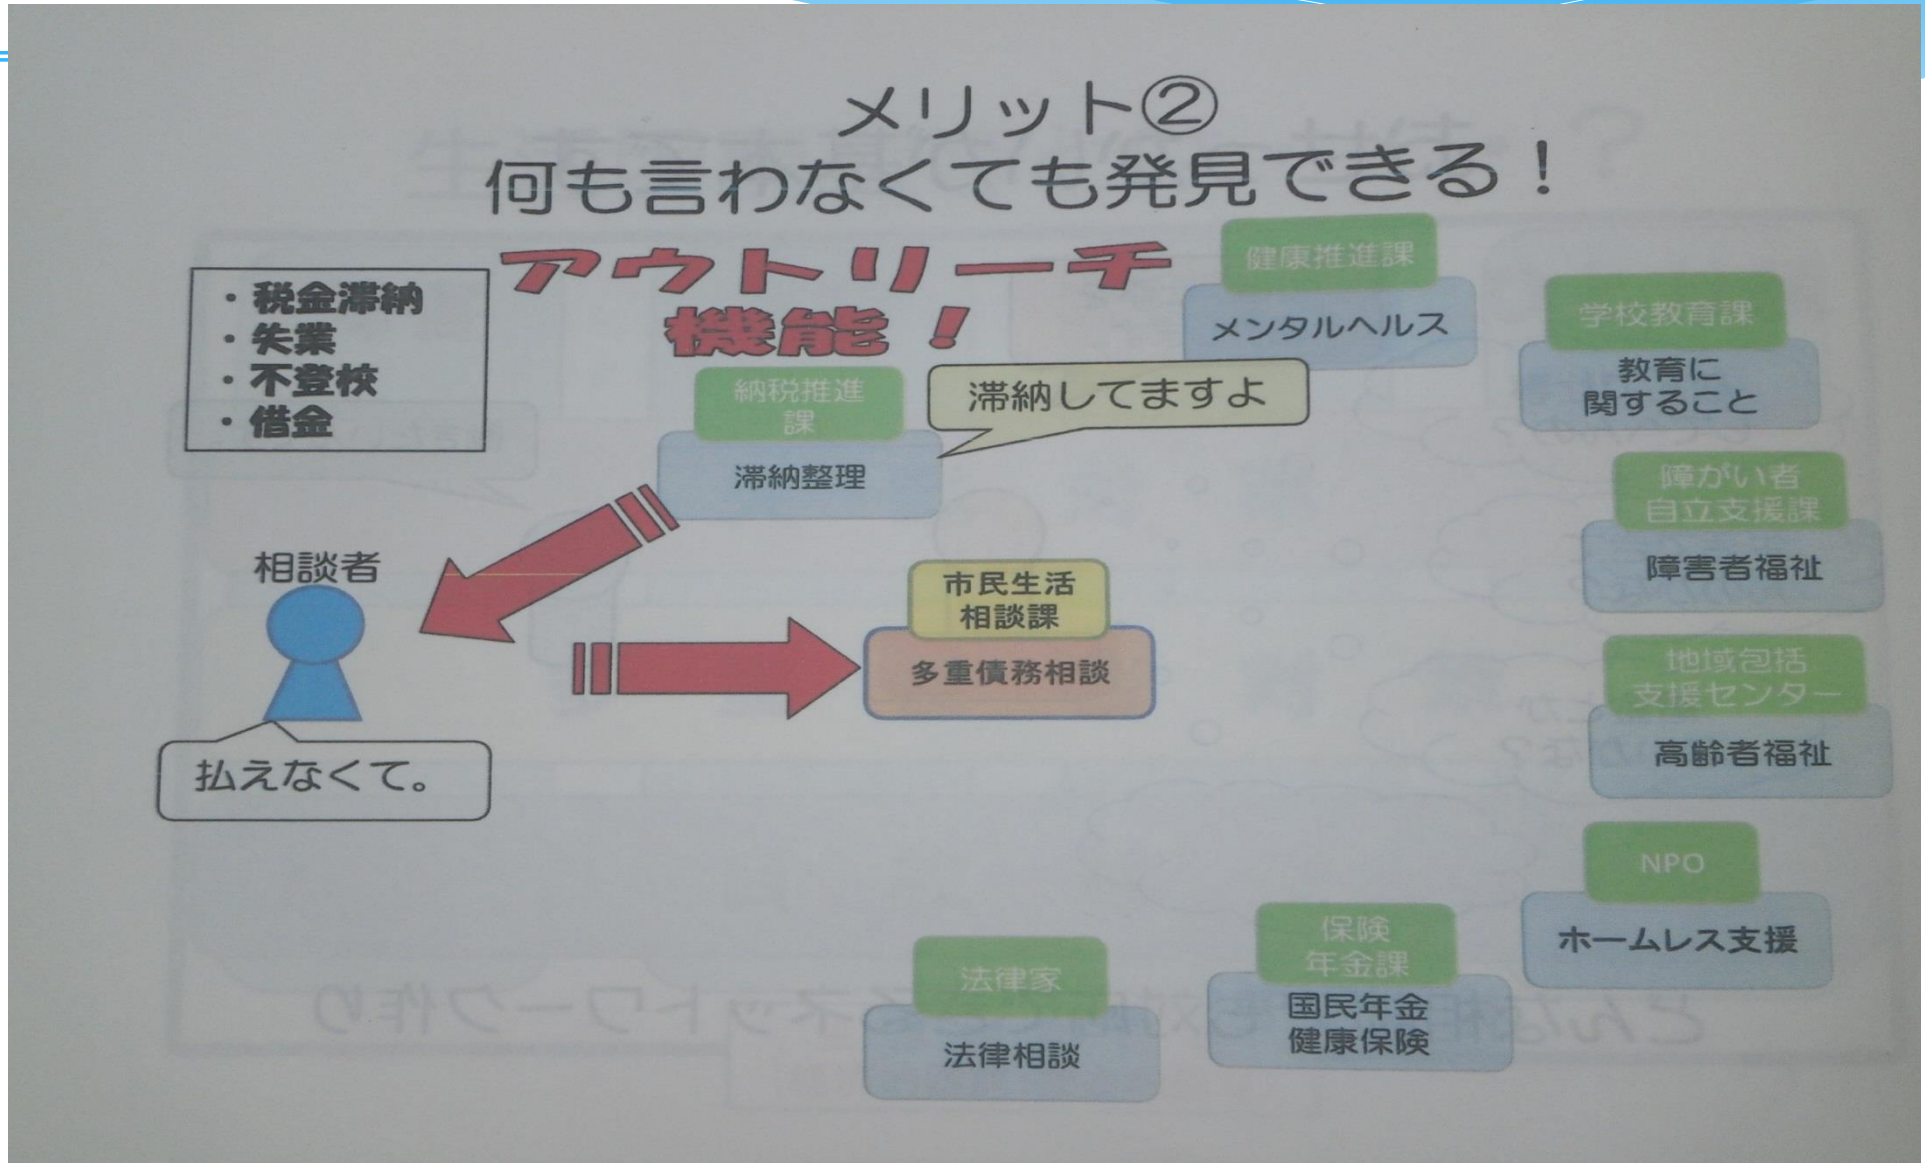 メリット②
何も言わなくても発見できる！
アウトリーチ
機能！
・税金滞納
・失業
・不登校
・借金
健康推進課
メンタルヘルス
学校教育課
教育に
関すること
納税推進
課
滞納整理
滞納してますよ
障がい者
自立支援課
障害者福祉
相談者
市民生活
相談課
多重債務相談
地域包括
支援センター
高齢者福祉
払えなくて。
NPO
ホームレス支援
保険
年金課
国民年金
健康保険
法律家
法律相談